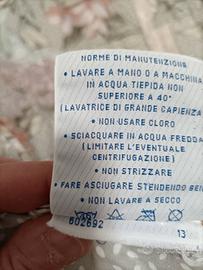 NORME DI MANUTENZIONE
• LAVARE A MANO O A MACCHINA
IN ACQUA TIEPIDA NON
SUPERIORE A 40°
(LAVATRICE DI GRANDE CAPIENZA
• NON USARE CLORO
• SCIACQUARE IN ACQUA FREDDA
(LIMITARE L'EVENTUALE
CENTRIFUGAZIONE)
• NON STRIZZARE
• FARE ASCIUGARE STENDENDO BEN
• NON LAVARE A SECCO
602692
13